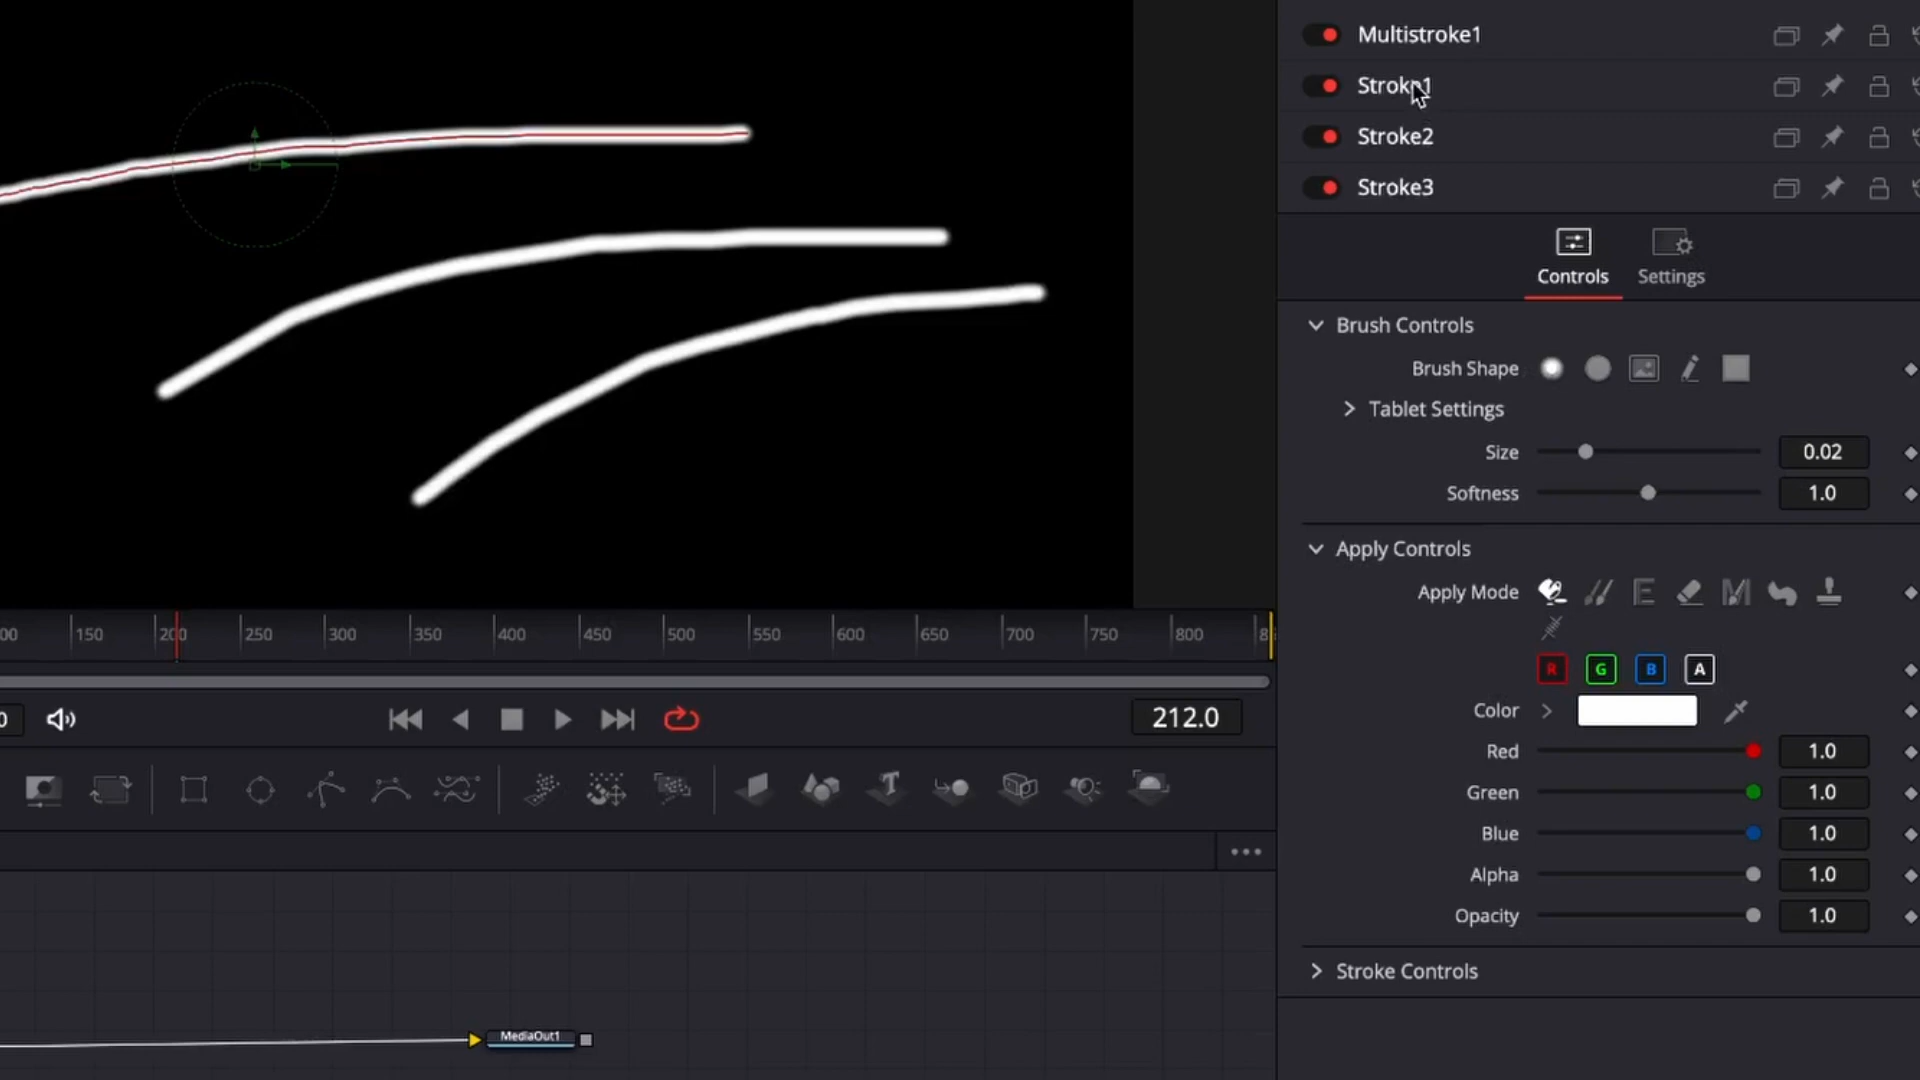 Multistroke1
Stroke1
Stroke2
Stroke3
Controls
Settings
Brush Controls
Brush Shape
Tablet Settings
Size
0.02
Softness
1.0
Apply Controls
Apply Mode
R G B A
Color
Red
1.0
Green
1.0
Blue
1.0
Alpha
1.0
Opacity
1.0
Stroke Controls
00 150 200 250 300 350 400 450 500 550 600 650 700 750 800 8
0
212.0
MediaOut1